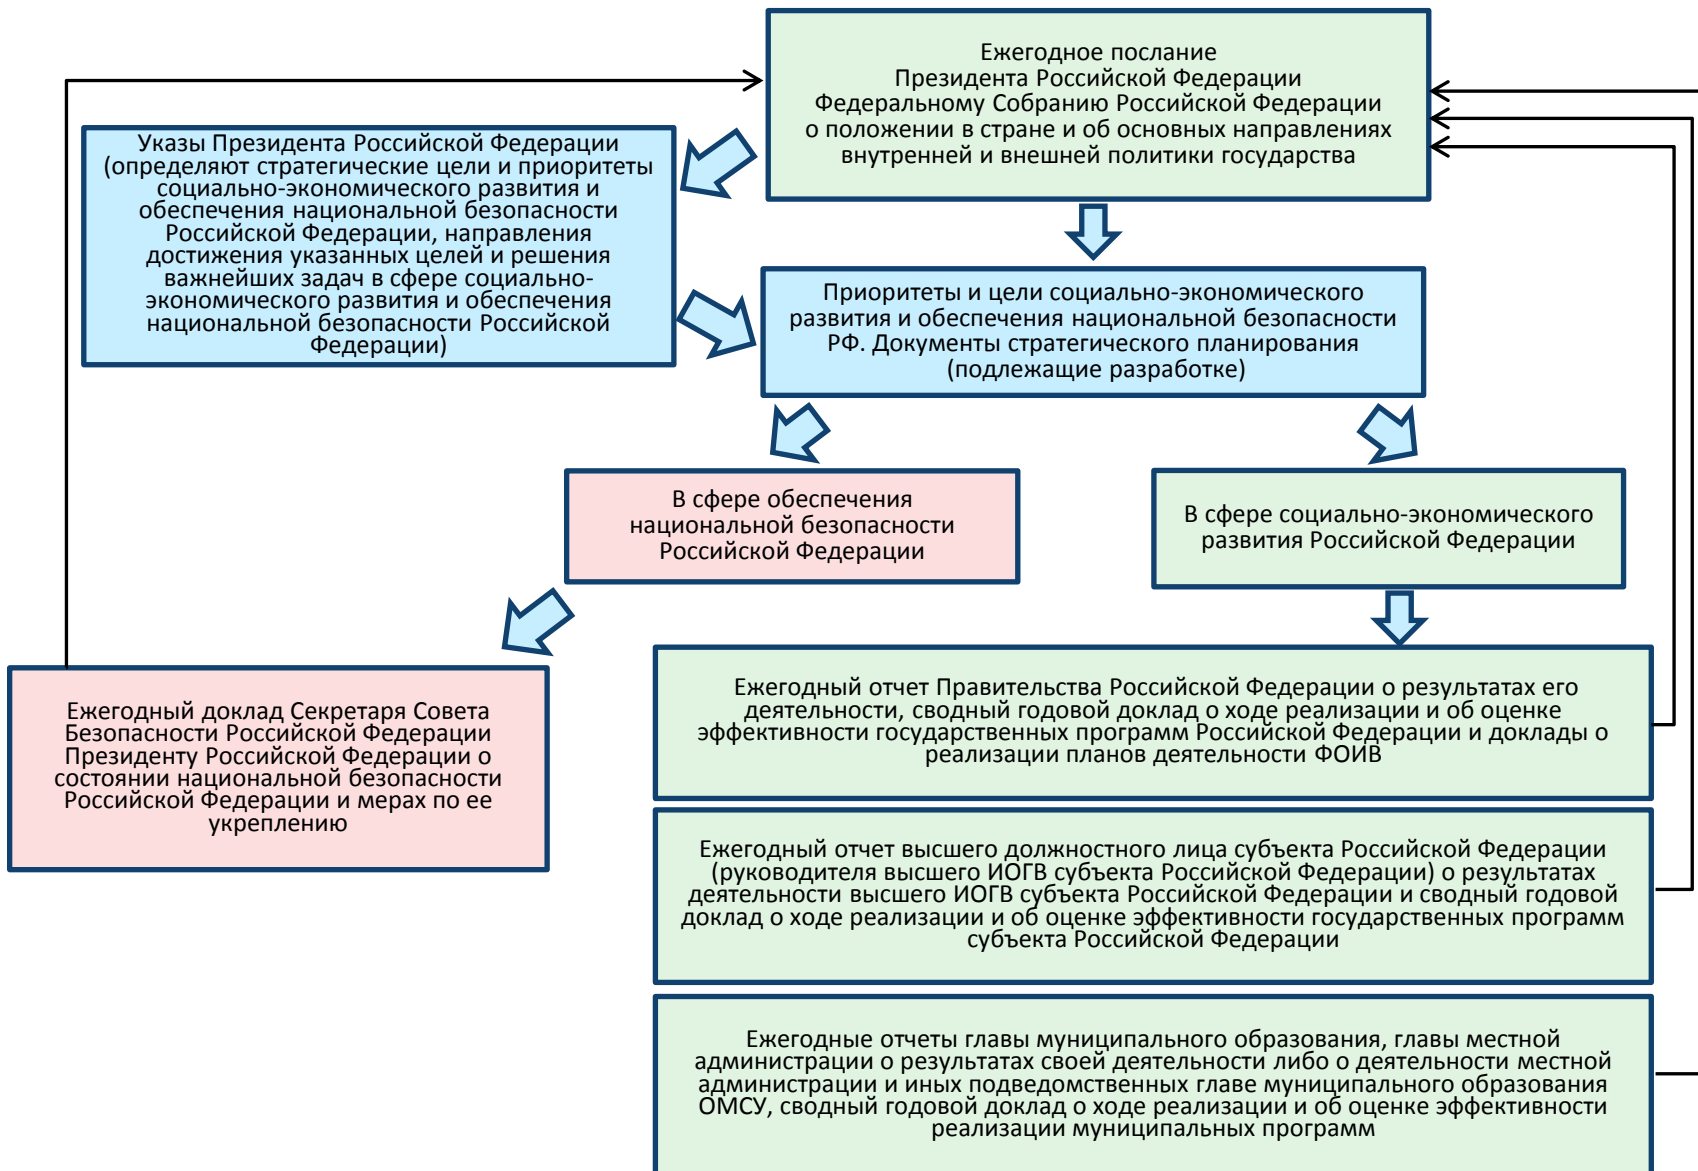 Ежегодное послание
Президента Российской Федерации
Федеральному Собранию Российской Федерации
о положении в стране и об основных направлениях
внутренней и внешней политики государства
Указы Президента Российской Федерации
(определяют стратегические цели и приоритеты
социально-экономического развития и
обеспечения национальной безопасности
Российской Федерации, направления
достижения указанных целей и решения
важнейших задач в сфере социально-
экономического развития и обеспечения
национальной безопасности Российской
Федерации)
Приоритеты и цели социально-экономического
развития и обеспечения национальной безопасности
РФ. Документы стратегического планирования
(подлежащие разработке)
В сфере обеспечения
национальной безопасности
Российской Федерации
В сфере социально-экономического
развития Российской Федерации
Ежегодный доклад Секретаря Совета
Безопасности Российской Федерации
Президенту Российской Федерации о
состоянии национальной безопасности
Российской Федерации и мерах по ее
укреплению
Ежегодный отчет Правительства Российской Федерации о результатах его
деятельности, сводный годовой доклад о ходе реализации и об оценке
эффективности государственных программ Российской Федерации и доклады о
реализации планов деятельности ФОИВ
Ежегодный отчет высшего должностного лица субъекта Российской Федерации
(руководителя высшего ИОГВ субъекта Российской Федерации) о результатах
деятельности высшего ИОГВ субъекта Российской Федерации и сводный годовой
доклад о ходе реализации и об оценке эффективности государственных программ
субъекта Российской Федерации
Ежегодные отчеты главы муниципального образования, главы местной
администрации о результатах своей деятельности либо о деятельности местной
администрации и иных подведомственных главе муниципального образования
ОМСУ, сводный годовой доклад о ходе реализации и об оценке эффективности
реализации муниципальных программ